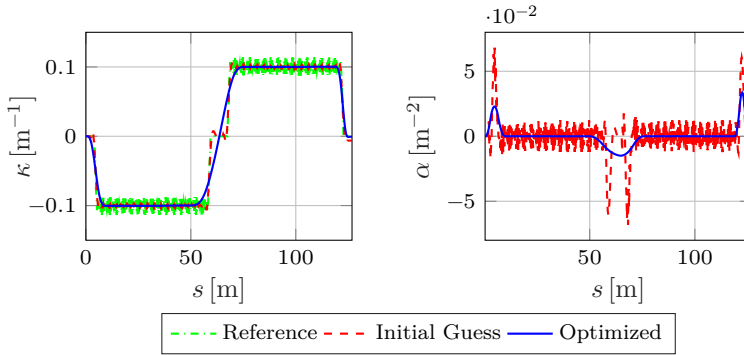 ·10−2
0.1
0
−0.1
κ [m−1]
0 50 100
s [m]
5
0
−5
α [m−2]
0 50 100
s [m]
Reference Initial Guess Optimized